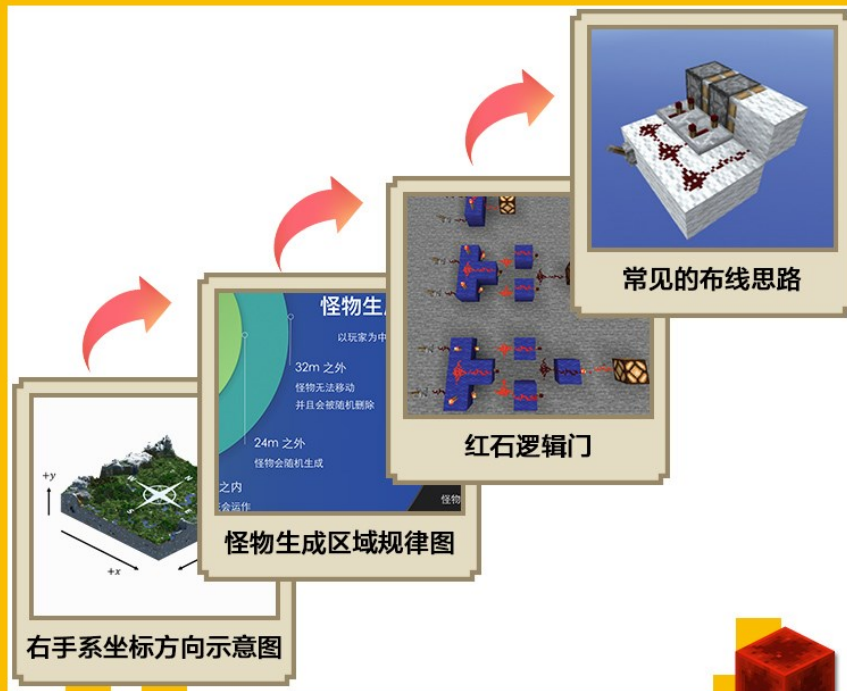 常见的布线思路
怪物生
以玩家为中
32m 之外
怪物无法移动
并且会被随机删除
24m 之外
怪物会随机生成
之内
会运作
怪物
红石逻辑门
怪物生成区域规律图
+y
+x
右手系坐标方向示意图